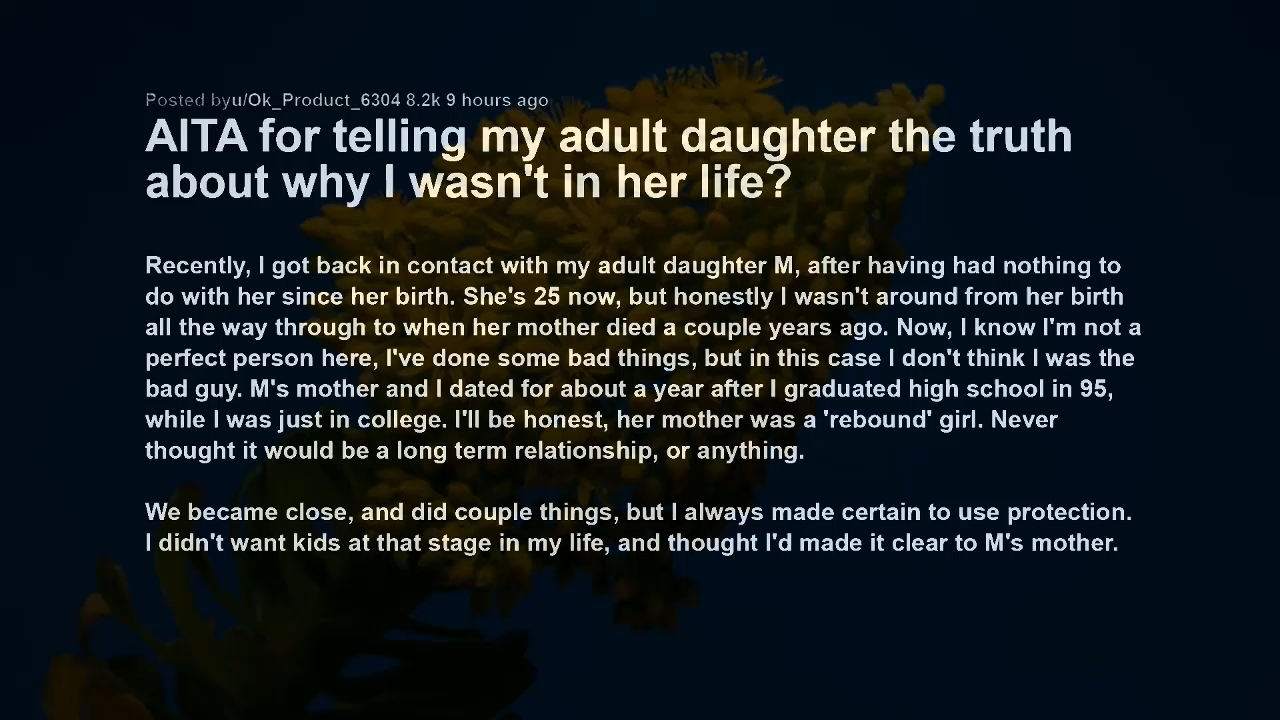 Posted byu/Ok_Product_6304 8.2k 9 hours ago
AITA for telling my adult daughter the truth
about why I wasn't in her life?
Recently, I got back in contact with my adult daughter M, after having had nothing to
do with her since her birth. She's 25 now, but honestly I wasn't around from her birth
all the way through to when her mother died a couple years ago. Now, I know I'm not a
perfect person here, I've done some bad things, but in this case I don't think I was the
bad guy. M's mother and I dated for about a year after I graduated high school in 95,
while I was just in college. I'll be honest, her mother was a 'rebound' girl. Never
thought it would be a long term relationship, or anything.
We became close, and did couple things, but I always made certain to use protection.
I didn't want kids at that stage in my life, and thought I'd made it clear to M's mother.